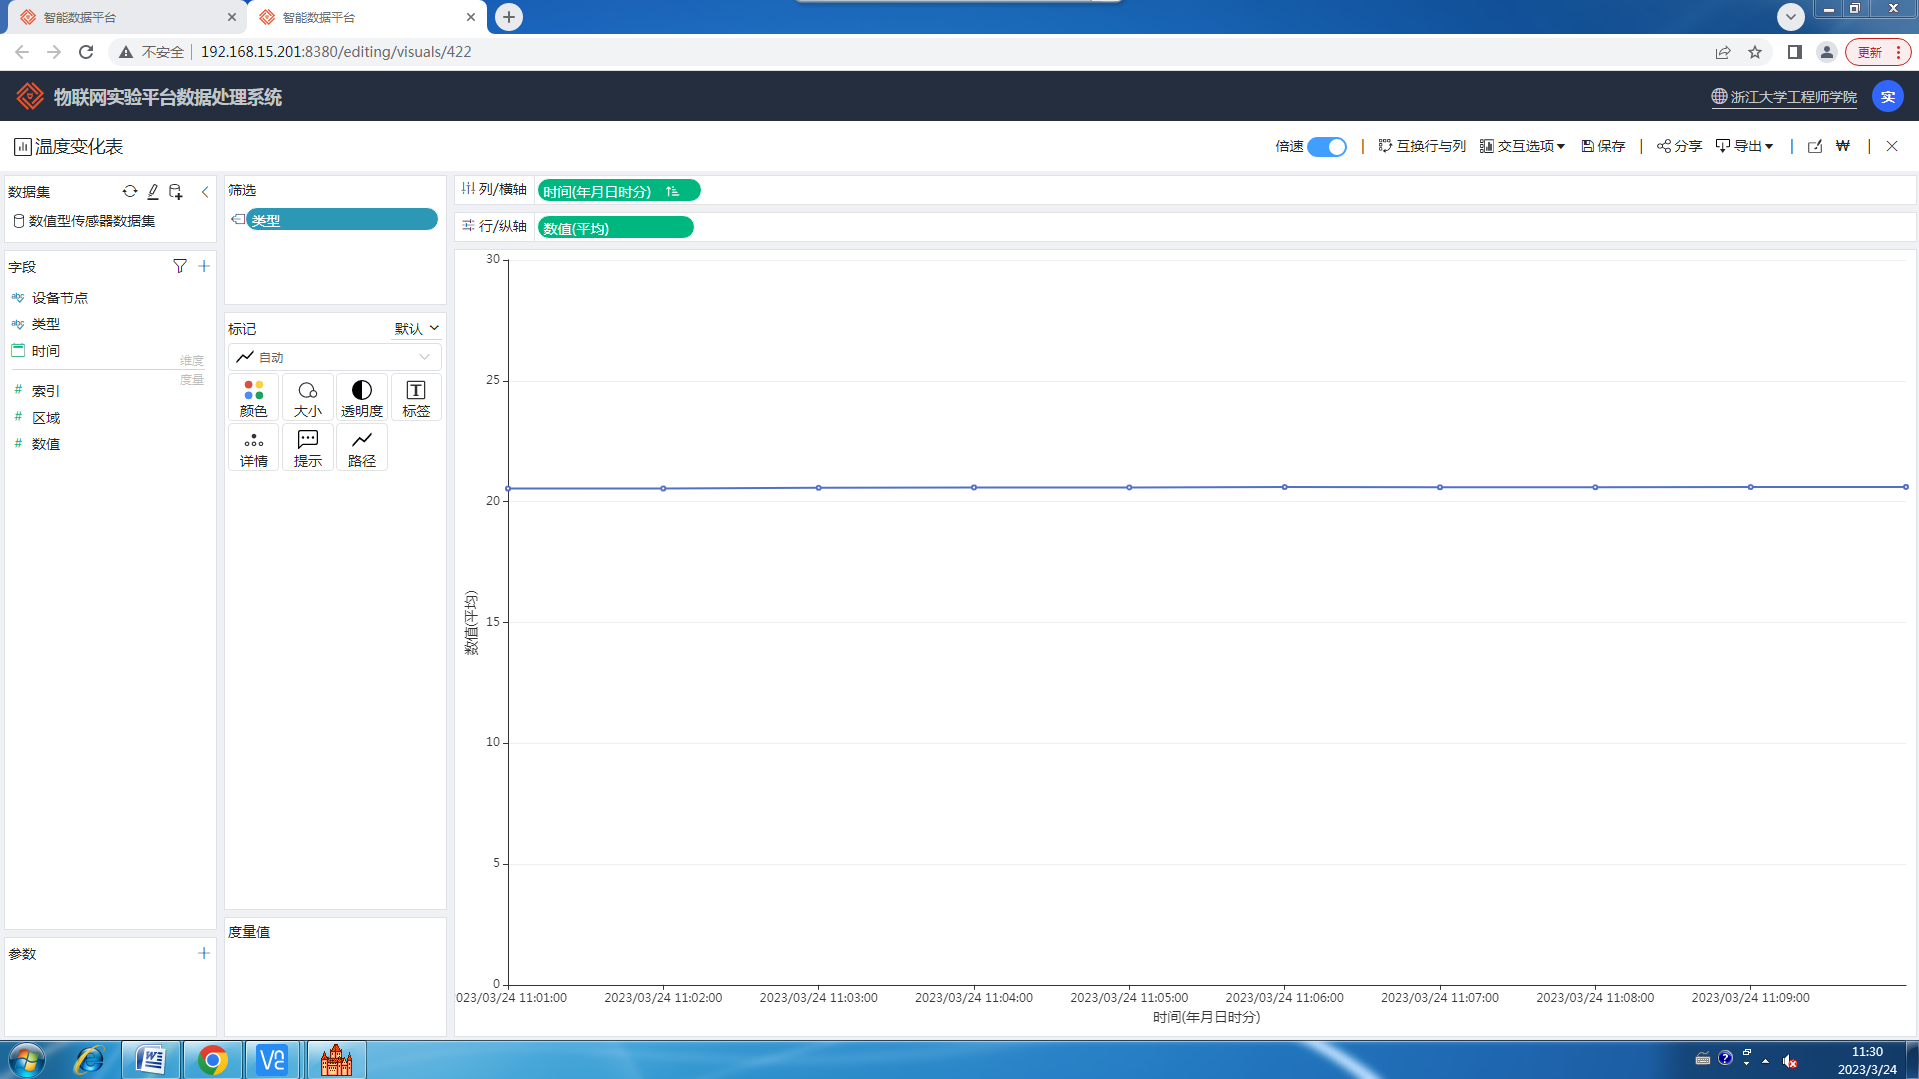 智能数据平台
智能数据平台
不安全
192.168.15.201:8380/editing/visuals/422
更新
物联网实验平台数据处理系统
浙江大学工程师学院
实
温度变化表
倍速
互换行与列
交互选项
保存
分享
导出
数据集
数值型传感器数据集
字段
设备节点
类型
时间
维度
度量
索引
区域
数值
参数
筛选
类型
标记
默认
自动
颜色
大小
透明度
标签
详情
提示
路径
度量值
列/横轴
时间(年月日时分)
行/纵轴
数值(平均)
30
25
20
15
10
5
0
数值(平均)
023/03/24 11:01:00
2023/03/24 11:02:00
2023/03/24 11:03:00
2023/03/24 11:04:00
2023/03/24 11:05:00
2023/03/24 11:06:00
2023/03/24 11:07:00
2023/03/24 11:08:00
2023/03/24 11:09:00
时间(年月日时分)
11:30
2023/3/24